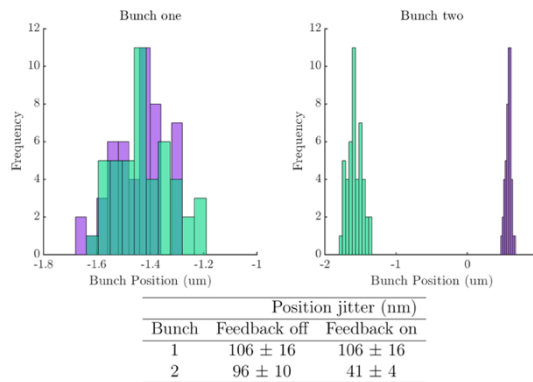 Bunch one
Bunch two
12
10
8
6
4
2
0
Frequency
-1.8
-1.6
-1.4
-1.2
-1
Bunch Position (um)
12
10
8
6
4
2
0
Frequency
-2
-1
0
Bunch Position (um)
Position jitter (nm)
Bunch Feedback off Feedback on
1 106 ± 16 106 ± 16
2 96 ± 10 41 ± 4